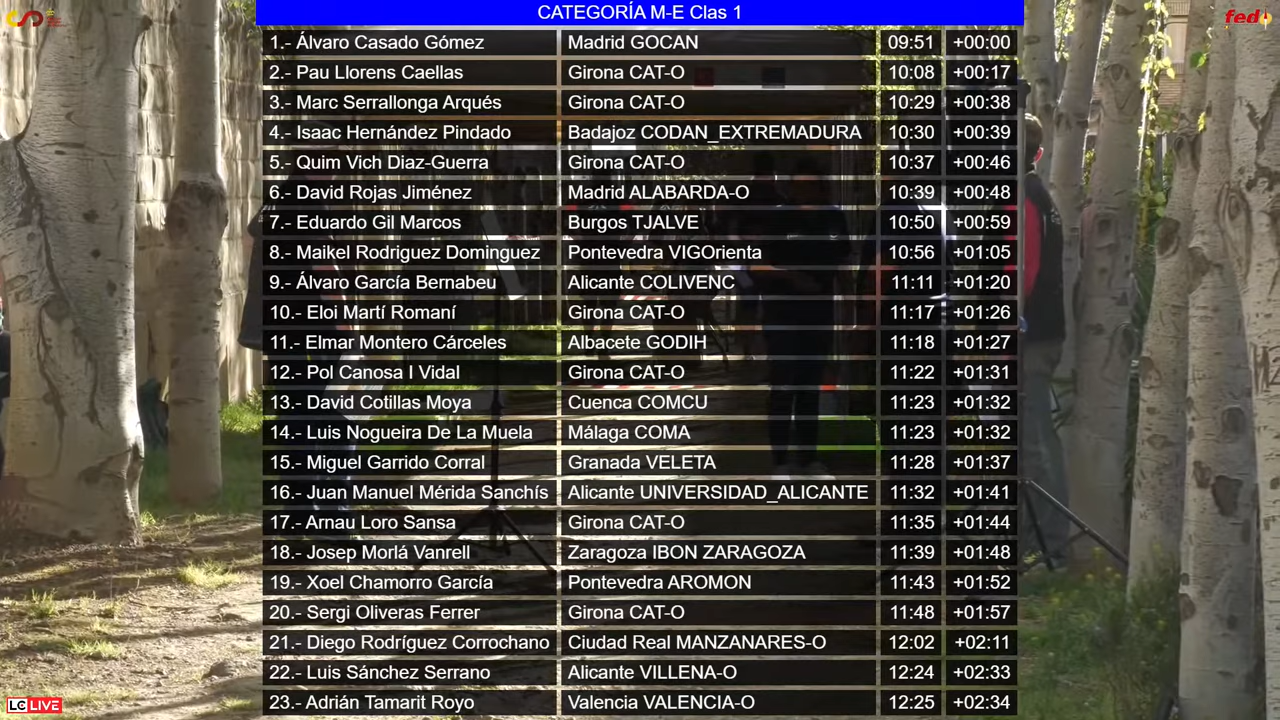 CATEGORÍA M-E Clas 1
1.- Álvaro Casado Gómez Madrid GOCAN 09:51 +00:00
2.- Pau Llorens Caellas Girona CAT-O 10:08 +00:17
3.- Marc Serrallonga Arqués Girona CAT-O 10:29 +00:38
4.- Isaac Hernández Pindado Badajoz CODAN_EXTREMADURA 10:30 +00:39
5.- Quim Vich Diaz-Guerra Girona CAT-O 10:37 +00:46
6.- David Rojas Jiménez Madrid ALABARDA-O 10:39 +00:48
7.- Eduardo Gil Marcos Burgos TJALVE 10:50 +00:59
8.- Maikel Rodriguez Dominguez Pontevedra VIGOrienta 10:56 +01:05
9.- Álvaro García Bernabeu Alicante COLIVENC 11:11 +01:20
10.- Eloi Martí Romaní Girona CAT-O 11:17 +01:26
11.- Elmar Montero Cárceles Albacete GODIH 11:18 +01:27
12.- Pol Canosa I Vidal Girona CAT-O 11:22 +01:31
13.- David Cotillas Moya Cuenca COMCU 11:23 +01:32
14.- Luis Nogueira De La Muela Málaga COMA 11:23 +01:32
15.- Miguel Garrido Corral Granada VELETA 11:28 +01:37
16.- Juan Manuel Mérida Sanchís Alicante UNIVERSIDAD_ALICANTE 11:32 +01:41
17.- Arnau Loro Sansa Girona CAT-O 11:35 +01:44
18.- Josep Morlá Vanrell Zaragoza IBON ZARAGOZA 11:39 +01:48
19.- Xoel Chamorro García Pontevedra AROMON 11:43 +01:52
20.- Sergi Oliveras Ferrer Girona CAT-O 11:48 +01:57
21.- Diego Rodríguez Corrochano Ciudad Real MANZANARES-O 12:02 +02:11
22.- Luis Sánchez Serrano Alicante VILLENA-O 12:24 +02:33
23.- Adrián Tamarit Royo Valencia VALENCIA-O 12:25 +02:34
fedo
LC LIVE